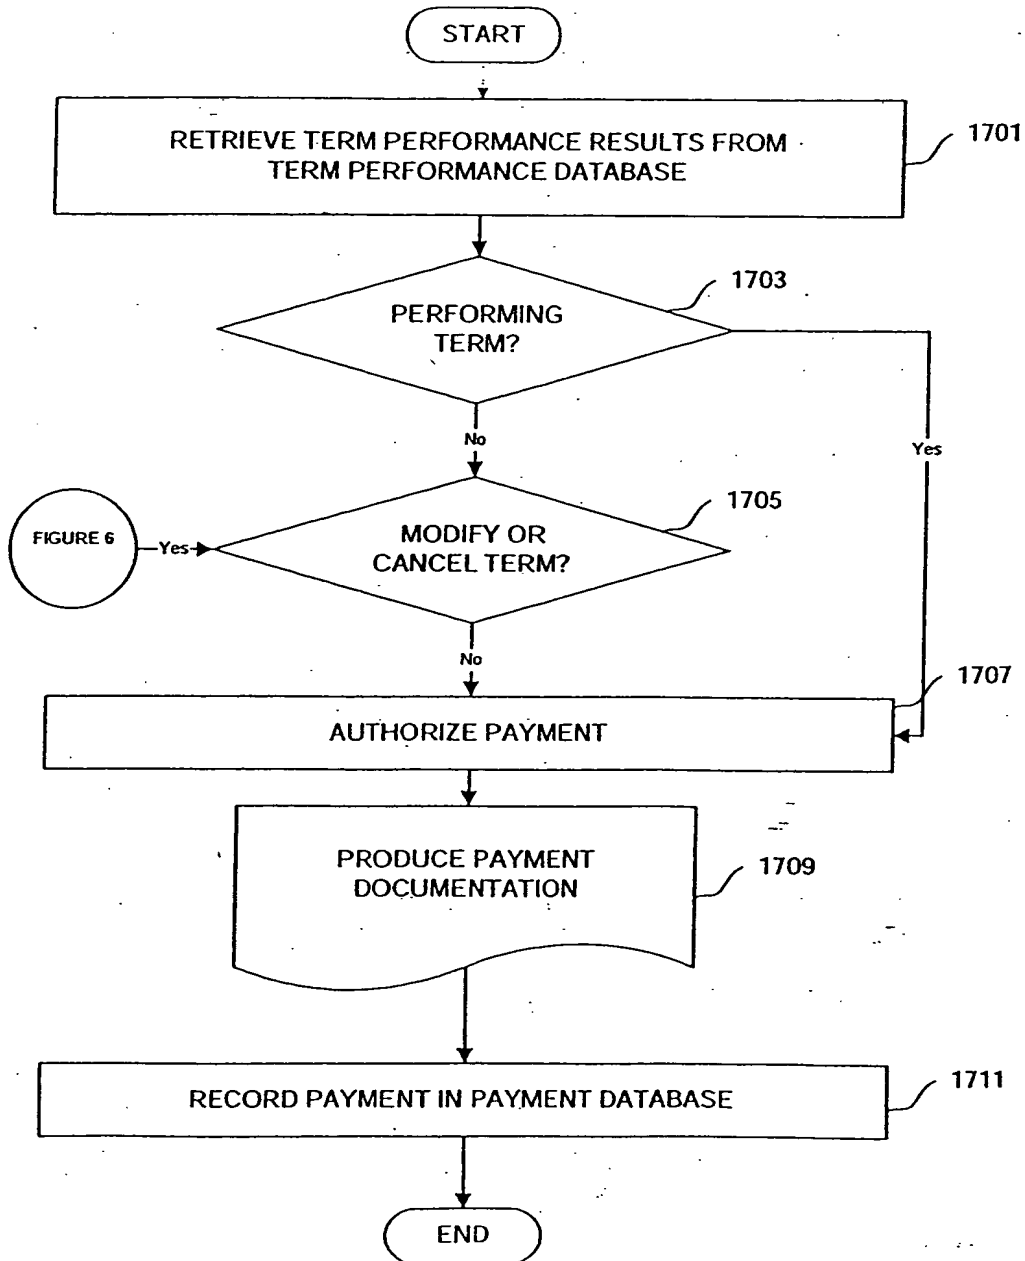 START
RETRIEVE TERM PERFORMANCE RESULTS FROM
TERM PERFORMANCE DATABASE
1701
1703
PERFORMING
TERM?
No
Yes
1705
FIGURE 6
Yes
MODIFY OR
CANCEL TERM?
No
1707
AUTHORIZE PAYMENT
PRODUCE PAYMENT
DOCUMENTATION
1709
RECORD PAYMENT IN PAYMENT DATABASE
1711
END